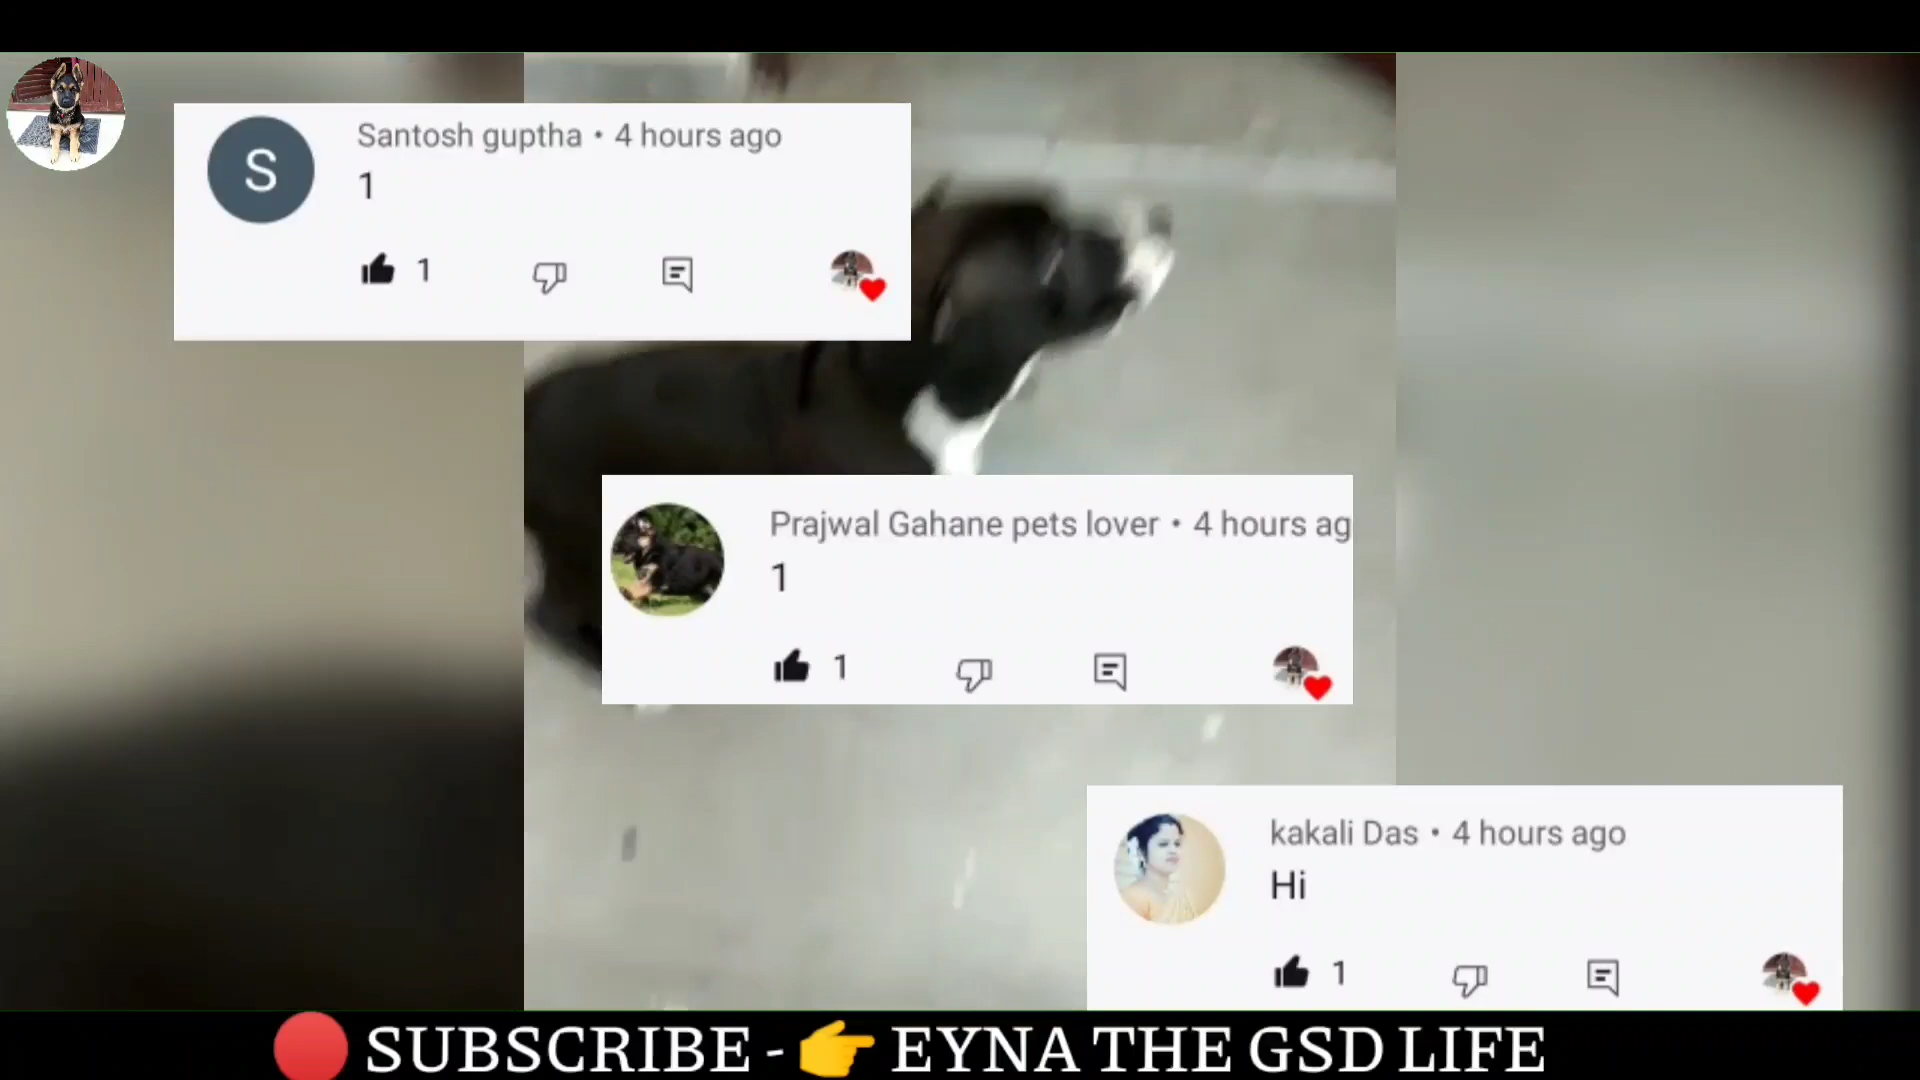 S
Santosh guptha • 4 hours ago
1
1
Prajwal Gahane pets lover • 4 hours ag
1
1
kakali Das • 4 hours ago
Hi
1
SUBSCRIBE - 👉 EYNA THE GSD LIFE